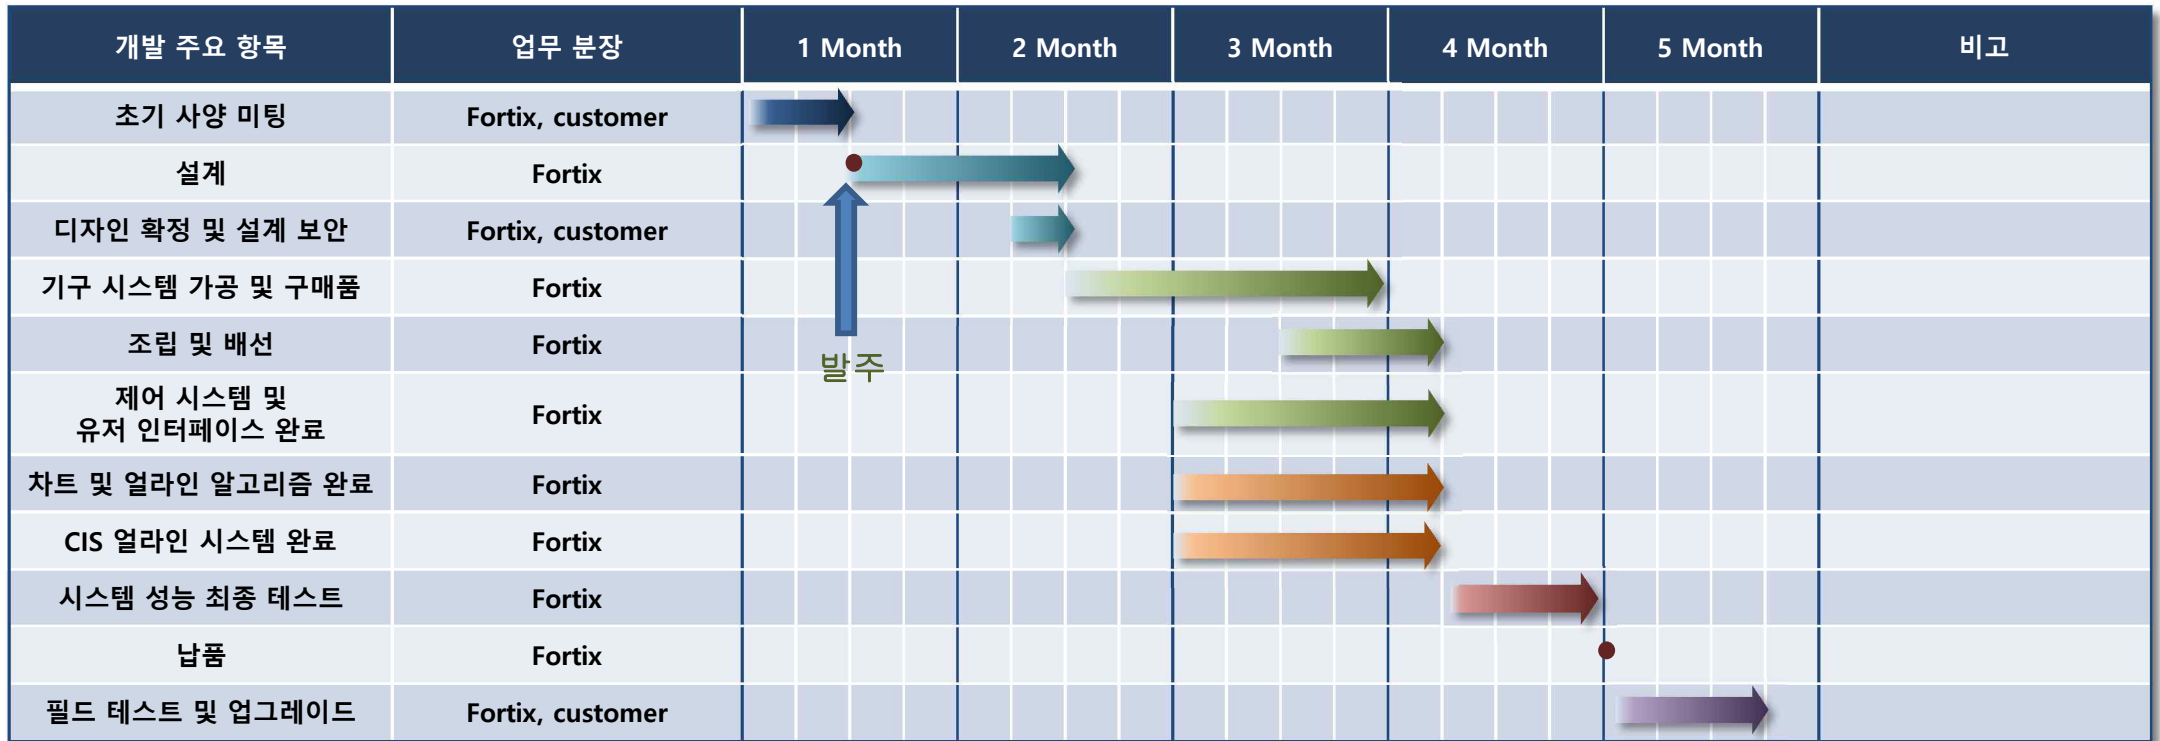 개발 주요 항목 업무 분장 1 Month 2 Month 3 Month 4 Month 5 Month 비고
초기 사양 미팅 Fortix, customer
설계 Fortix
디자인 확정 및 설계 보안 Fortix, customer
기구 시스템 가공 및 구매품 Fortix
조립 및 배선 Fortix
발주
제어 시스템 및
유저 인터페이스 완료 Fortix
차트 및 얼라인 알고리즘 완료 Fortix
CIS 얼라인 시스템 완료 Fortix
시스템 성능 최종 테스트 Fortix
납품 Fortix
필드 테스트 및 업그레이드 Fortix, customer